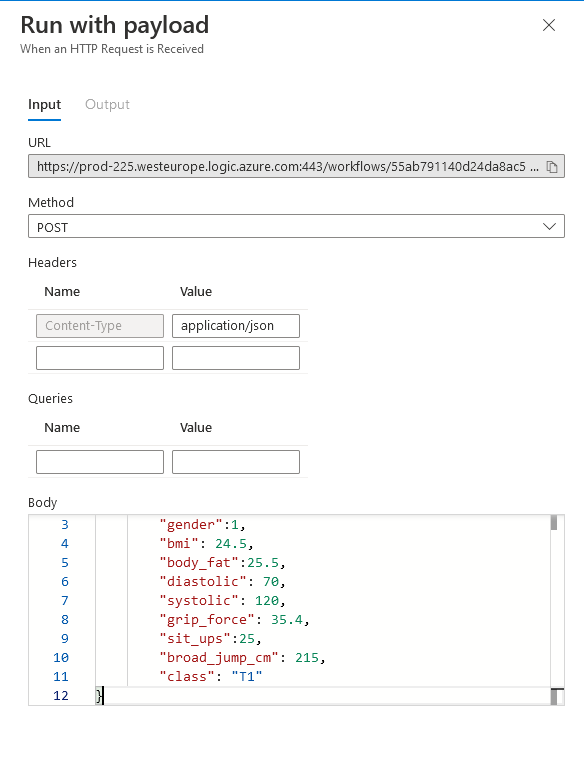 Run with payload
When an HTTP Request is Received
Input Output
URL
https://prod-225.westeurope.logic.azure.com:443/workflows/55ab791140d24da8ac5 ...
Method
POST
Headers
Name Value
Content-Type application/json
Queries
Name Value
Body
3 "gender":1,
4 "bmi": 24.5,
5 "body_fat":25.5,
6 "diastolic": 70,
7 "systolic": 120,
8 "grip_force": 35.4,
9 "sit_ups":25,
10 "broad_jump_cm": 215,
11 "class": "T1"
12 }